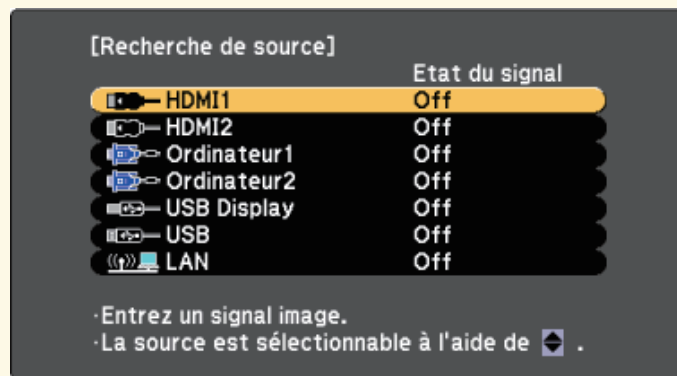 [Recherche de source]
Etat du signal
HDMI1 Off
HDMI2 Off
Ordinateur1 Off
Ordinateur2 Off
USB Display Off
USB Off
LAN Off
·Entrez un signal image.
·La source est sélectionnable à l'aide de .